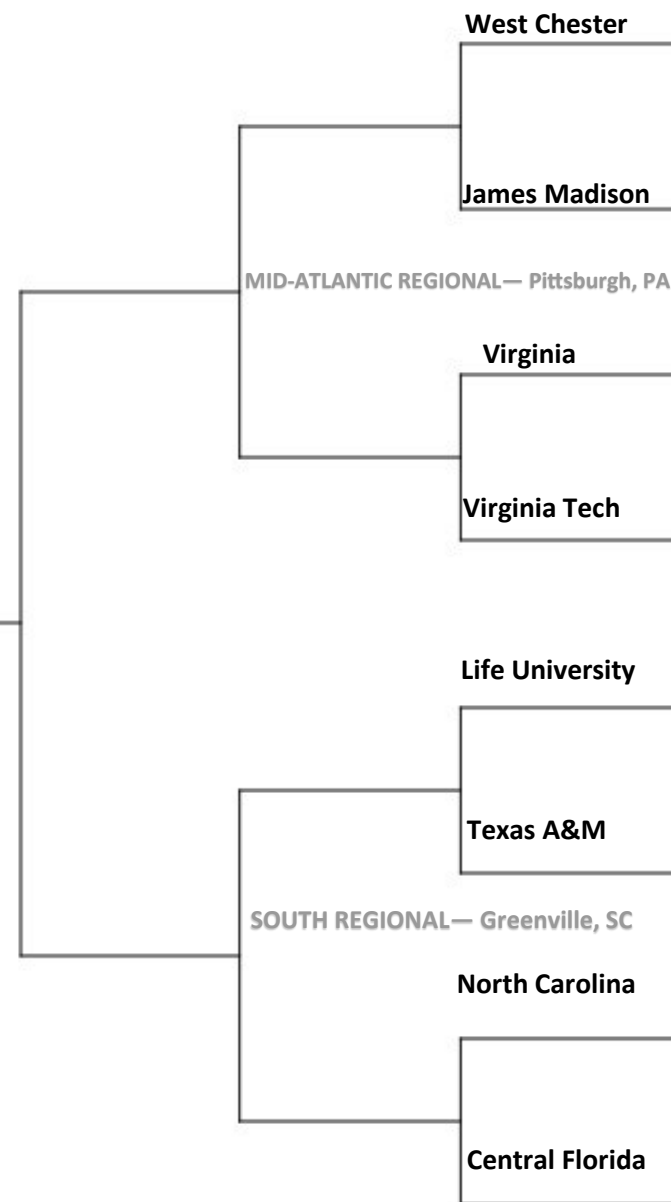 West Chester
James Madison
MID-ATLANTIC REGIONAL— Pittsburgh, PA
Virginia
Virginia Tech
Life University
Texas A&M
SOUTH REGIONAL— Greenville, SC
North Carolina
Central Florida